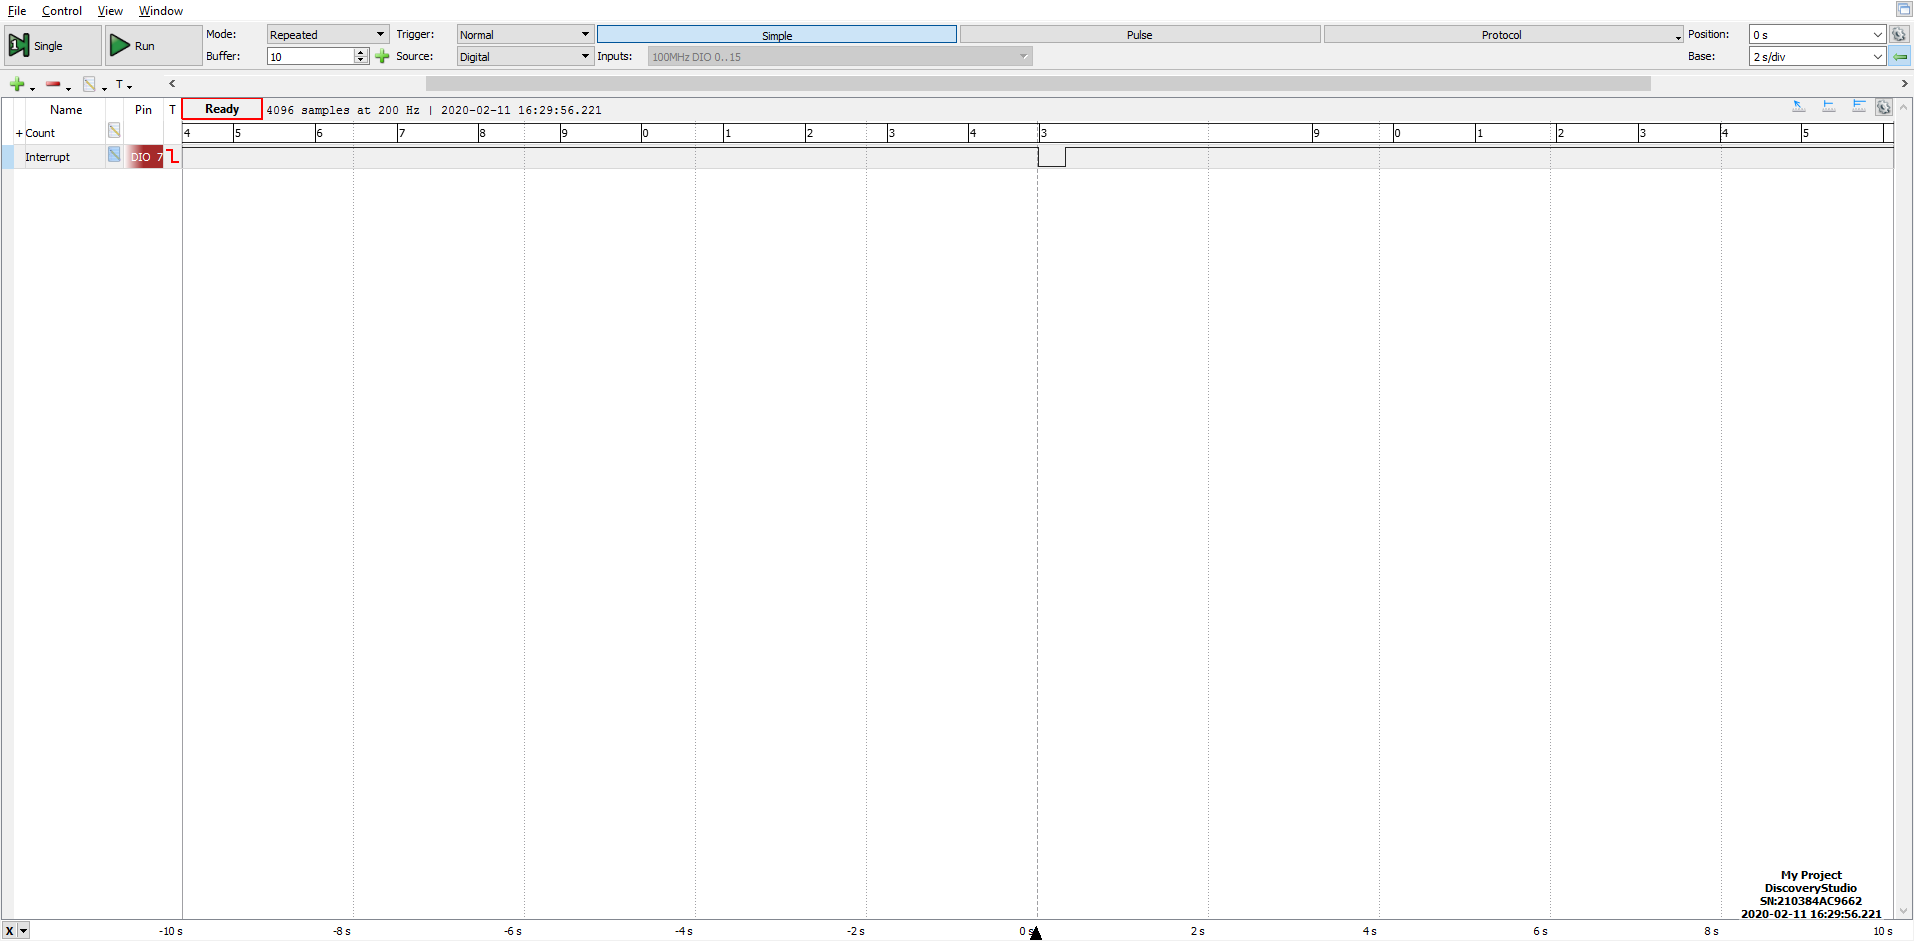 File Control View Window
Single Run Mode: Repeated Trigger: Normal Simple Pulse Protocol Position: 0 s
Buffer: 10 Source: Digital Inputs: 100MHz DIO 0..15 Base: 2 s/div
T
Name Pin T Ready 4096 samples at 200 Hz | 2020-02-11 16:29:56.221
+ Count 4 5 6 7 8 9 0 1 2 3 4 3 9 0 1 2 3 4 5
Interrupt DIO 7
My Project
DiscoveryStudio
SN:210384AC9662
2020-02-11 16:29:56.221
X -10 s -8 s -6 s -4 s -2 s 0 s 2 s 4 s 6 s 8 s 10 s